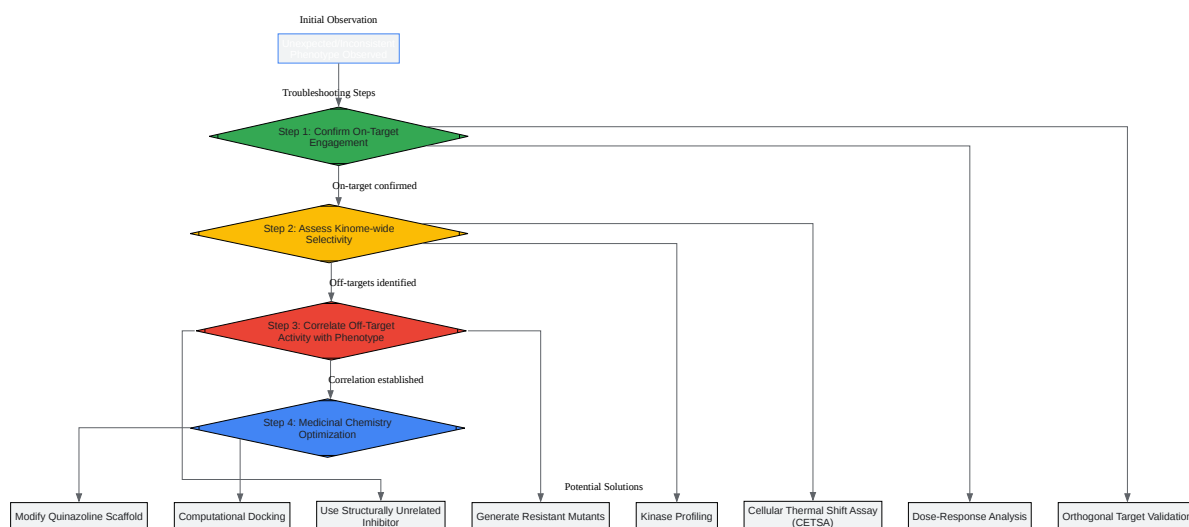 Initial Observation
Troubleshooting Steps
Step 1: Confirm On-Target
Engagement
On-target confirmed
Step 2: Assess Kinome-wide
Selectivity
Off-targets identified
Step 3: Correlate Off-Target
Activity with Phenotype
Correlation established
Step 4: Medicinal Chemistry
Optimization
Potential Solutions
Modify Quinazoline Scaffold
Computational Docking
Use Structurally Unrelated
Inhibitor
Generate Resistant Mutants
Kinase Profiling
Cellular Thermal Shift Assay
(CETSA)
Dose-Response Analysis
Orthogonal Target Validation